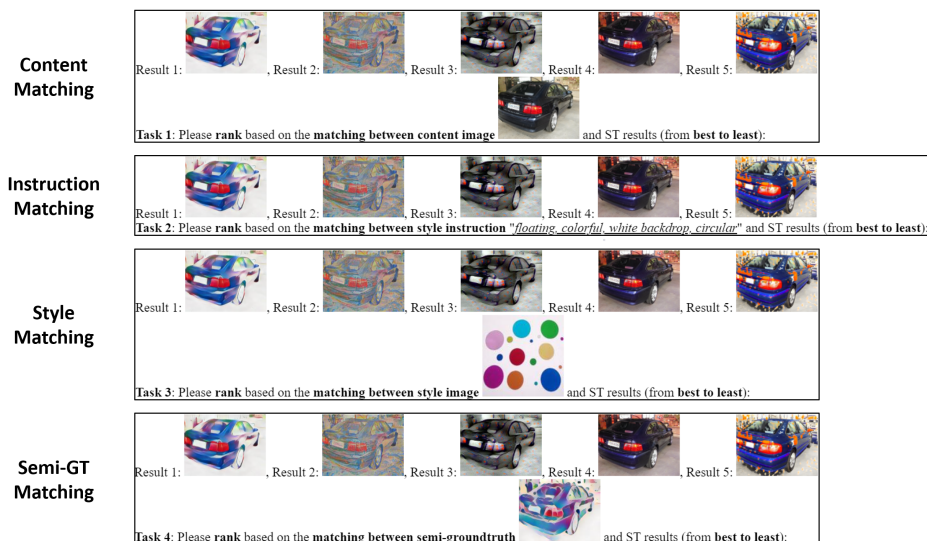 Content
Matching
Result 1: , Result 2: , Result 3: , Result 4: , Result 5:
Task 1: Please rank based on the matching between content image and ST results (from best to least):
Instruction
Matching
Result 1: , Result 2: , Result 3: , Result 4: , Result 5:
Task 2: Please rank based on the matching between style instruction "floating, colorful, white backdrop, circular" and ST results (from best to least):
Style
Matching
Result 1: , Result 2: , Result 3: , Result 4: , Result 5:
Task 3: Please rank based on the matching between style image and ST results (from best to least):
Semi-GT
Matching
Result 1: , Result 2: , Result 3: , Result 4: , Result 5:
Task 4: Please rank based on the matching between semi-groundtruth and ST results (from best to least):